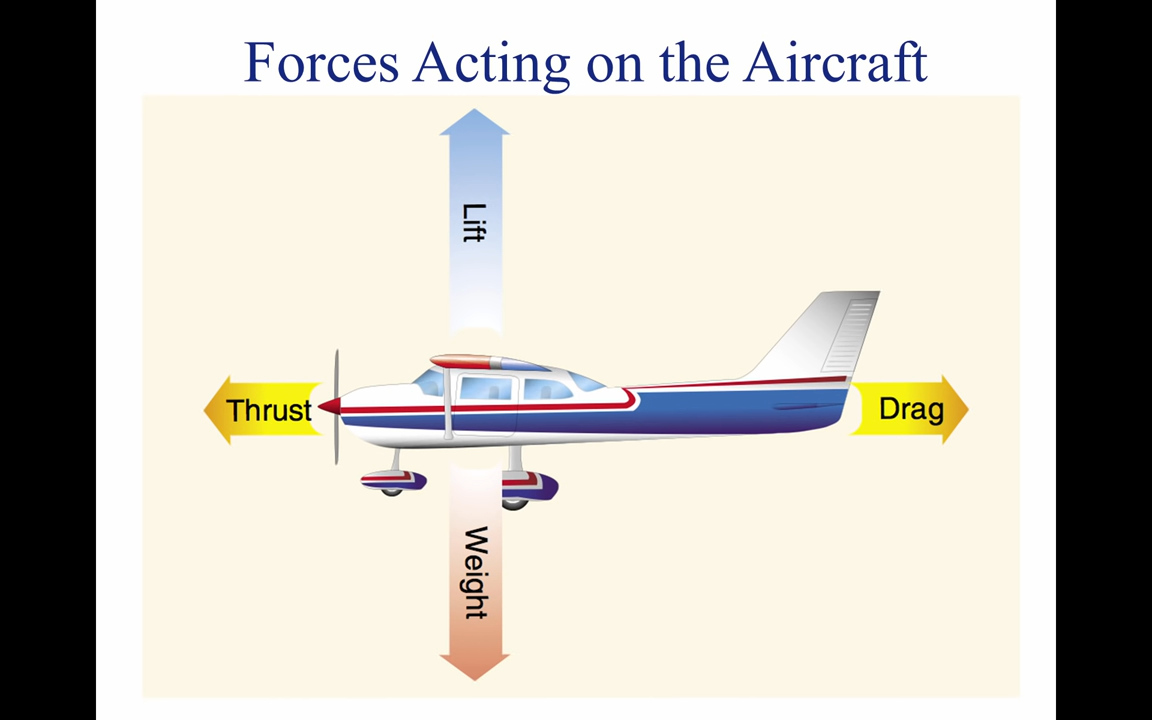 Forces Acting on the Aircraft
Lift
Thrust
Drag
Weight